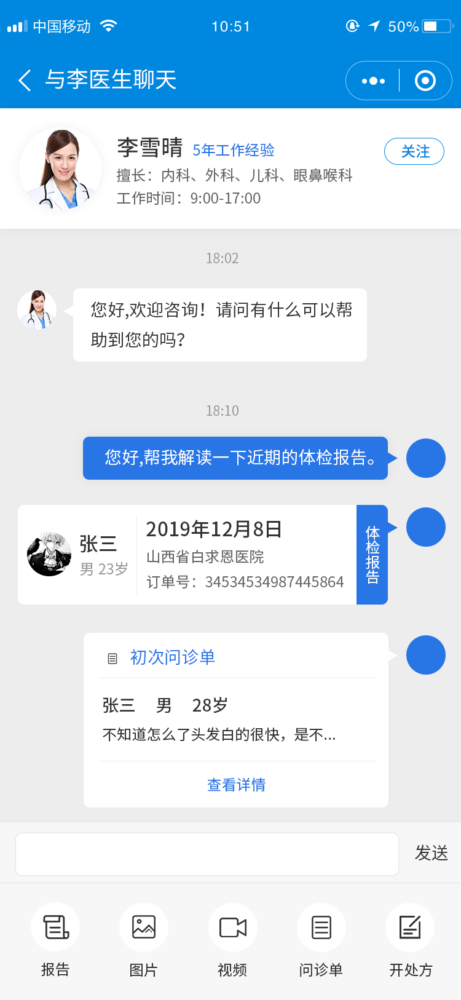 中国移动
10:51
50%
与李医生聊天
李雪晴 5年工作经验
关注
擅长：内科、外科、儿科、眼鼻喉科
工作时间：9:00-17:00
18:02
您好,欢迎咨询！请问有什么可以帮
助到您的吗？
18:10
您好,帮我解读一下近期的体检报告。
张三
男 23岁
2019年12月8日
山西省白求恩医院
订单号：34534534987445864
体检报告
初次问诊单
张三 男 28岁
不知道怎么了头发白的很快，是不...
查看详情
发送
报告
图片
视频
问诊单
开处方